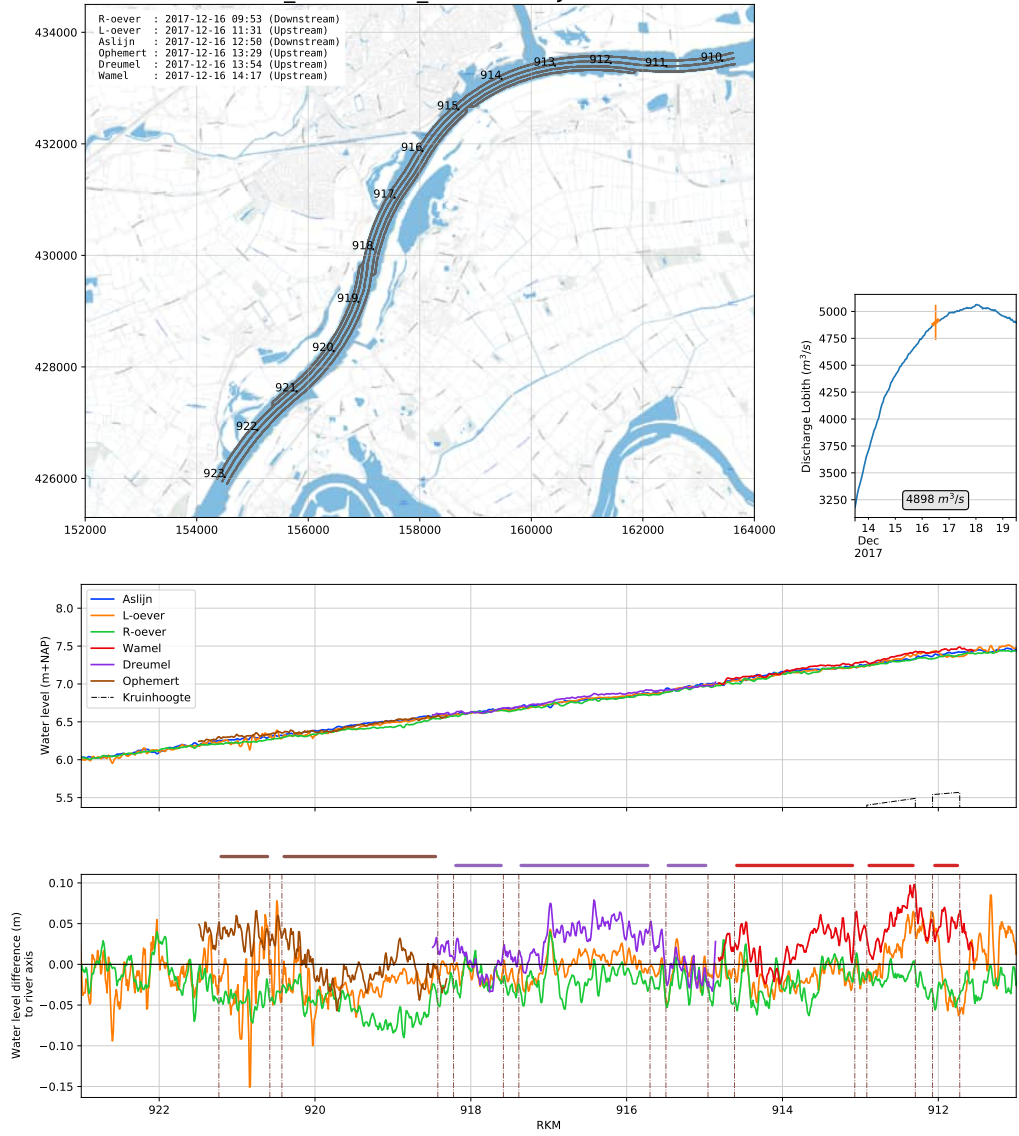 R-oever : 2017-12-16 09:53 (Downstream)
L-oever : 2017-12-16 11:31 (Upstream)
Aslijn : 2017-12-16 12:50 (Downstream)
Ophemert : 2017-12-16 13:29 (Upstream)
Dreumel : 2017-12-16 13:54 (Upstream)
Wamel : 2017-12-16 14:17 (Upstream)
434000
432000
430000
428000
426000
910
911
912
913
914
915
916
917
918
919
920
921
922
923
152000 154000 156000 158000 160000 162000 164000
Discharge Lobith (m³/s)
5000
4750
4500
4250
4000
3750
3500
3250
4898 m³/s
14 15 16 17 18 19
Dec
2017
Water level (m+NAP)
8.0
7.5
7.0
6.5
6.0
5.5
Aslijn
L-oever
R-oever
Wamel
Dreumel
Ophemert
Kruinhoogte
Water level difference (m)
to river axis
0.10
0.05
0.00
−0.05
−0.10
−0.15
922 920 918 916 914 912
RKM